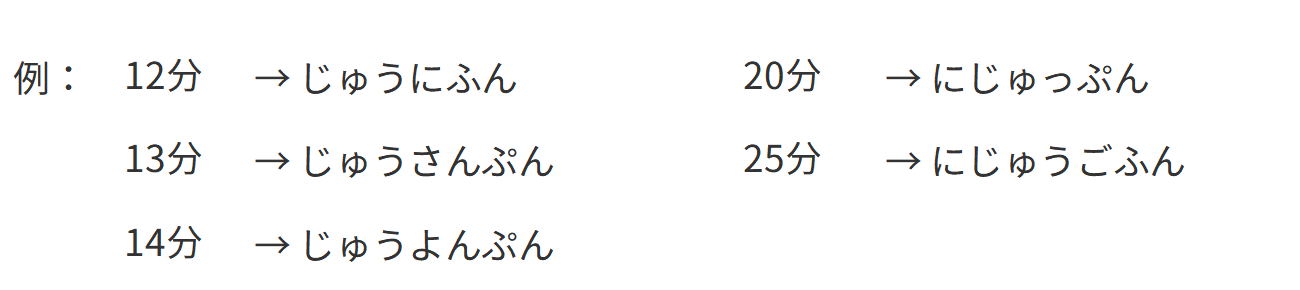 例： 12分 → じゅうにふん 20分 → にじゅっぷん
13分 → じゅうさんぷん 25分 → にじゅうごふん
14分 → じゅうよんぷん